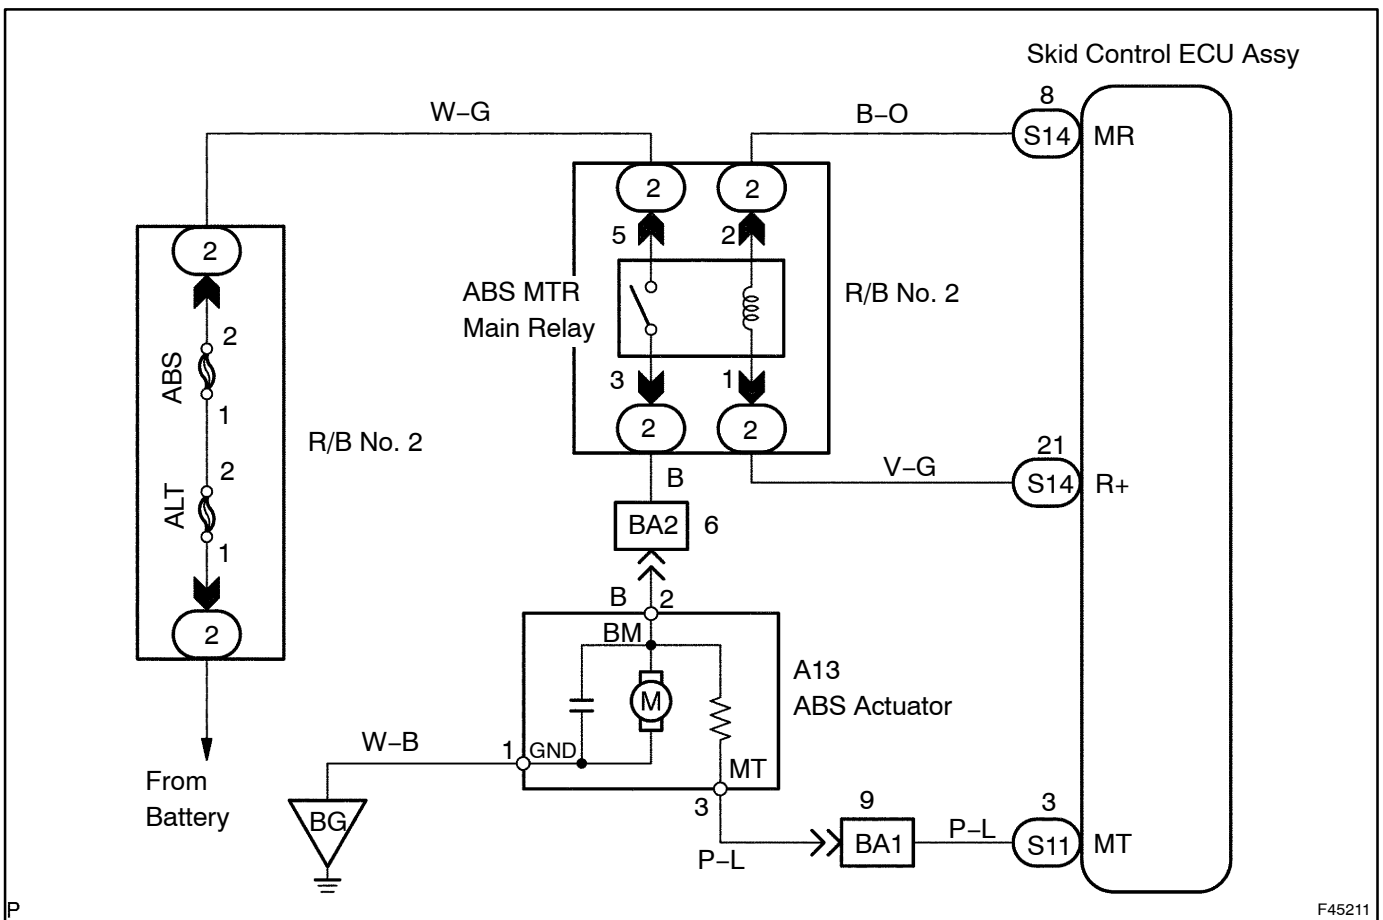 Skid Control ECU Assy
W–G
B–O
8
S14
MR
2
2
2
5
2
ABS MTR
Main Relay
R/B No. 2
2
ABS
1
3
1
2
2
R/B No. 2
2
ALT
1
B
V–G
21
S14
R+
BA2
6
2
B
2
BM
M
A13
ABS Actuator
W–B
1
GND
MT
From
Battery
BG
3
9
3
P–L
BA1
P–L
S11
MT
P
F45211